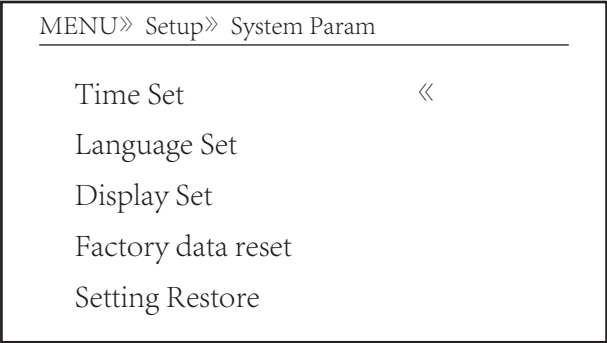 MENU》 Setup》 System Param
Time Set 《
Language Set
Display Set
Factory data reset
Setting Restore